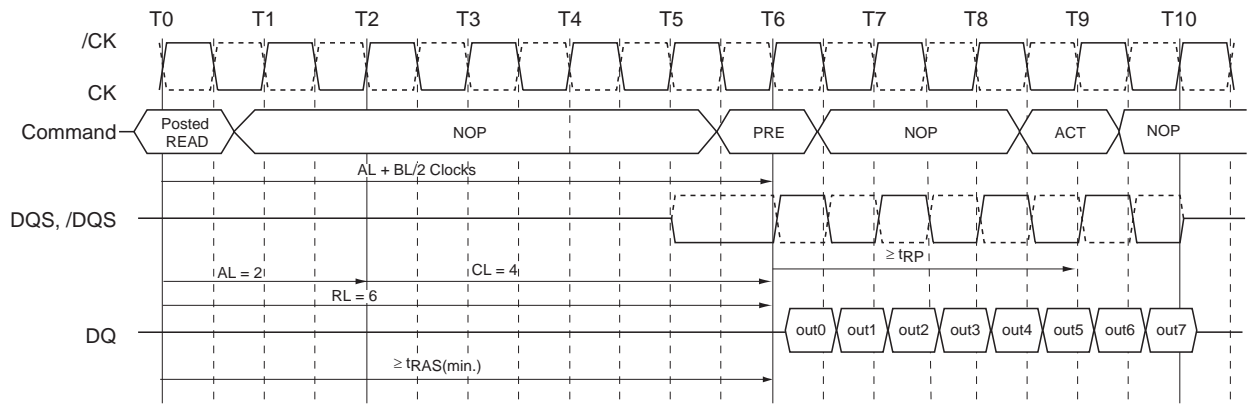 T0 T1 T2 T3 T4 T5 T6 T7 T8 T9 T10
/CK
CK
Command
Posted
READ
NOP
PRE
NOP
ACT
NOP
AL + BL/2 Clocks
DQS, /DQS
≥ tRP
AL = 2
CL = 4
RL = 6
DQ
out0 out1 out2 out3 out4 out5 out6 out7
≥ tRAS(min.)